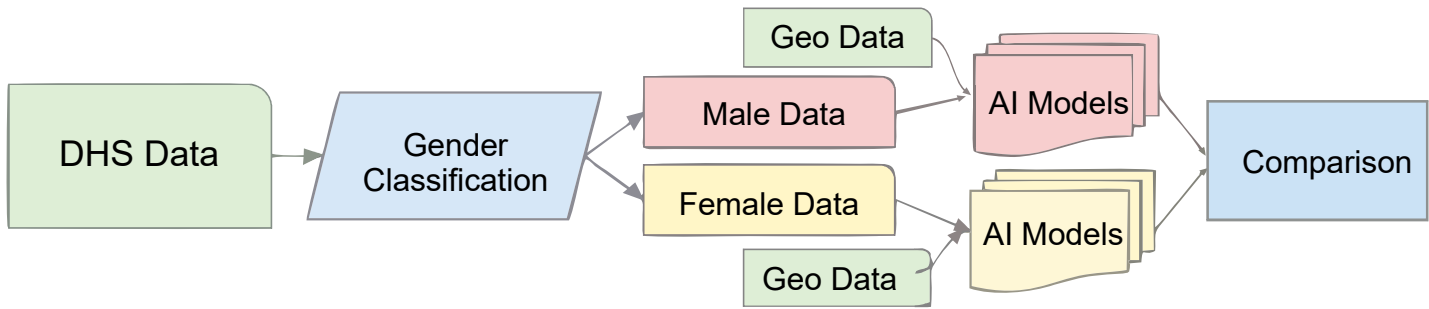 DHS Data
Gender
Classification
Geo Data
Male Data
Female Data
Geo Data
AI Models
AI Models
Comparison